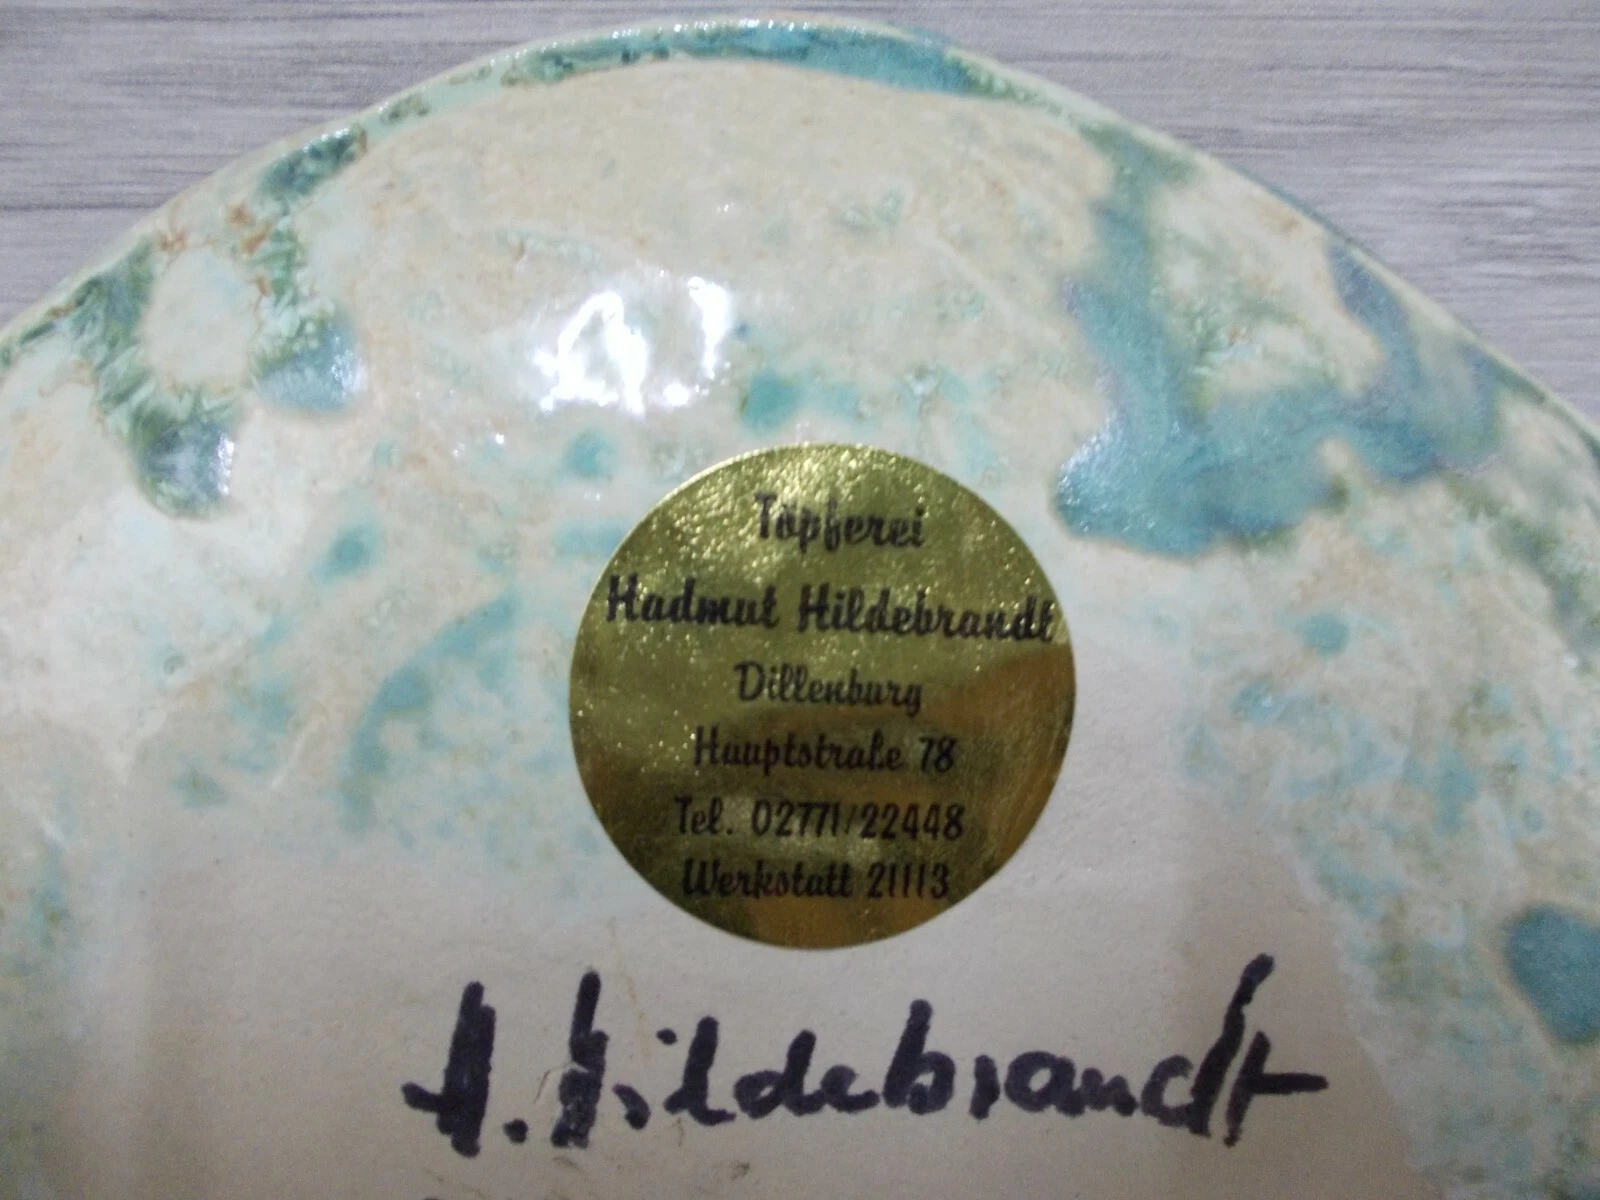 Töpferei
Hadmut Hildebrandt
Dillenburg
Hauptstraße 78
Tel. 02771/22448
Werkstatt 21113
H. Hildebrandt